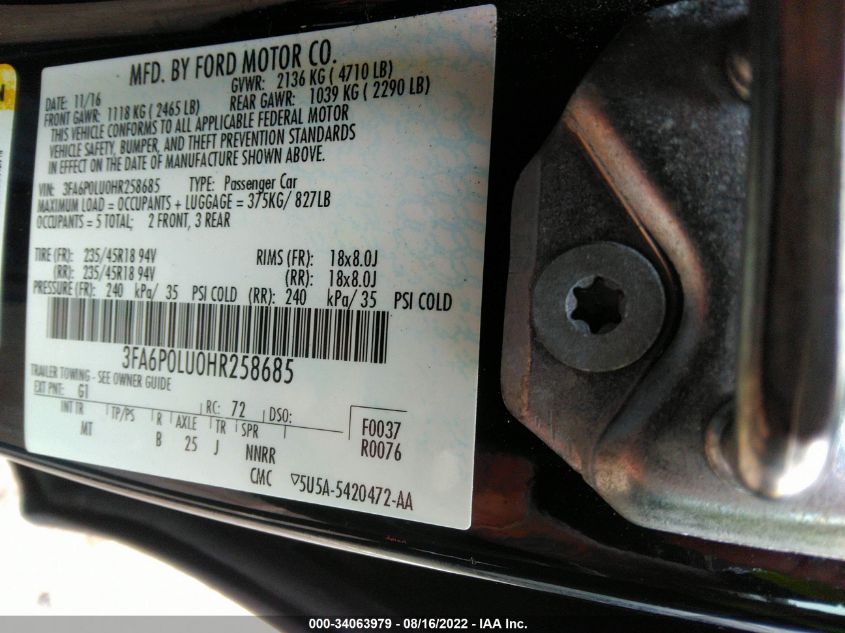 MFD. BY FORD MOTOR CO.
DATE: 11/16 GVWR: 2136 KG ( 4710 LB)
FRONT GAWR: 1118 KG ( 2465 LB) REAR GAWR: 1039 KG ( 2290 LB)
THIS VEHICLE CONFORMS TO ALL APPLICABLE FEDERAL MOTOR
VEHICLE SAFETY, BUMPER, AND THEFT PREVENTION STANDARDS
IN EFFECT ON THE DATE OF MANUFACTURE SHOWN ABOVE.
VIN: 3FA6P0LU0HR258685 TYPE: Passenger Car
MAXIMUM LOAD = OCCUPANTS + LUGGAGE = 375KG/ 827LB
OCCUPANTS = 5 TOTAL; 2 FRONT, 3 REAR
TIRE (FR): 235/45R18 94V RIMS (FR): 18x8.0J
(RR): 235/45R18 94V (RR): 18x8.0J
PRESSURE (FR): 240 kPa/ 35 PSI COLD (RR): 240 kPa/ 35 PSI COLD
3FA6P0LU0HR258685
TRAILER TOWING - SEE OWNER GUIDE
EXT PNT: G1 RC: 72 DSO: F0037
INT TR TP/PS R AXLE TR SPR R0076
MT B 25 J NNRR
CMC ▽5U5A-5420472-AA
000-34063979 - 08/16/2022 - IAA Inc.